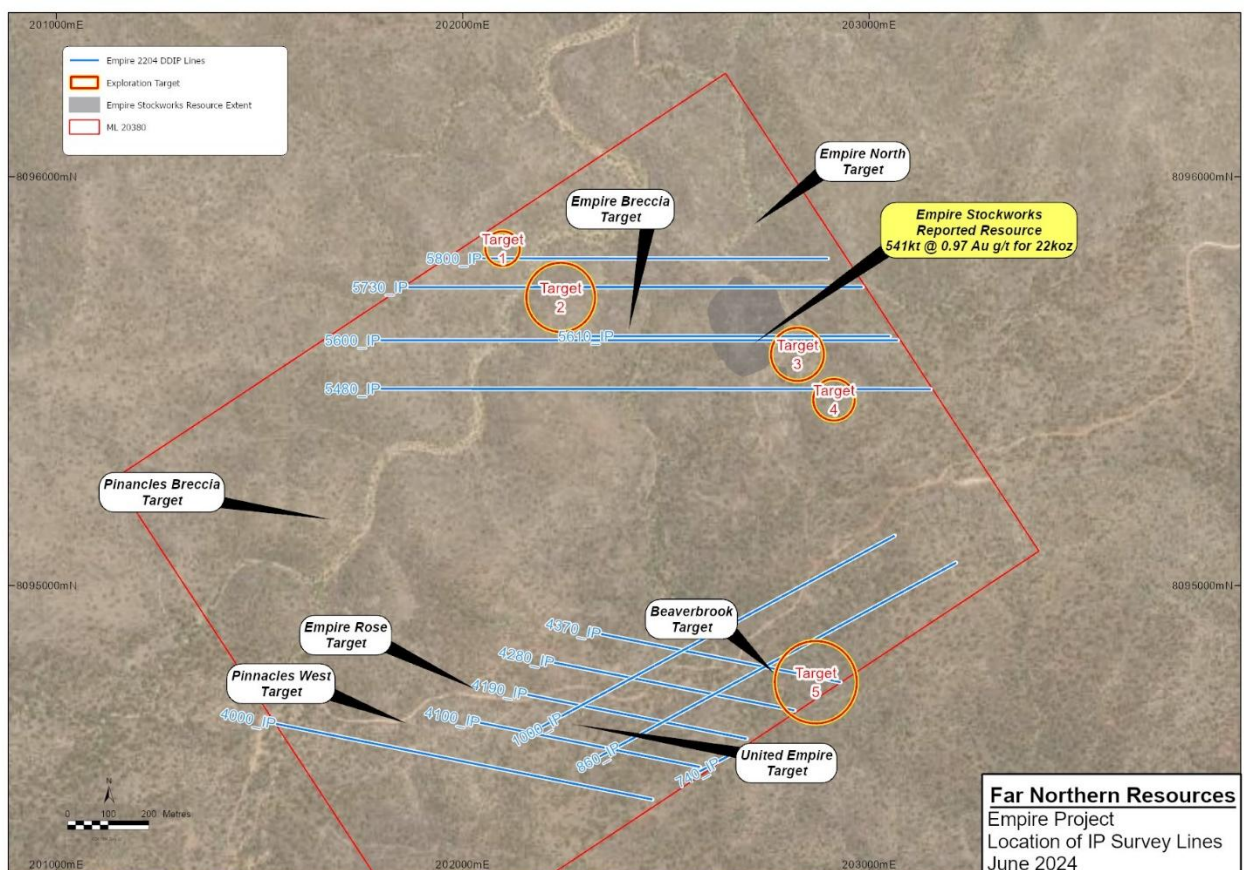 201000mE
202000mE
203000mE
Empire 2204 DDIP Lines
Exploration Target
Empire Stockworks Resource Extent
ML 20380
8096000mN
8096000mN
Empire North
Target
Empire Breccia
Target
Empire Stockworks
Reported Resource
541kt @ 0.97 Au g/t for 22koz
Target
1
5800_IP
5730_IP
Target
2
5610_IP
5600_IP
Target
3
5480_IP
Target
4
Pinancles Breccia
Target
8095000mN
8095000mN
Beaverbrook
Target
4370_IP
Empire Rose
Target
4280_IP
Target
5
Pinnacles West
Target
4190_IP
4100_IP
4000_IP
1000_IP
860_IP
740_IP
United Empire
Target
N
0 100 200 Metres
Far Northern Resources
Empire Project
Location of IP Survey Lines
June 2024
201000mE
202000mE
203000mE